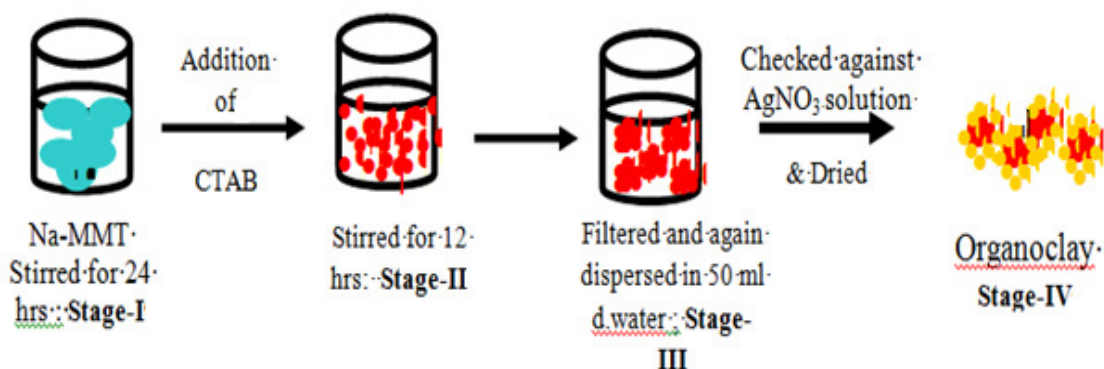 Addition
of
CTAB
Checked against
AgNO₃ solution
& Dried
Na-MMT
Stirred for 24
hrs : Stage-I
Stirred for 12
hrs: Stage-II
Filtered and again
dispersed in 50 ml
d.water ; Stage-
III
Organoclay
Stage-IV